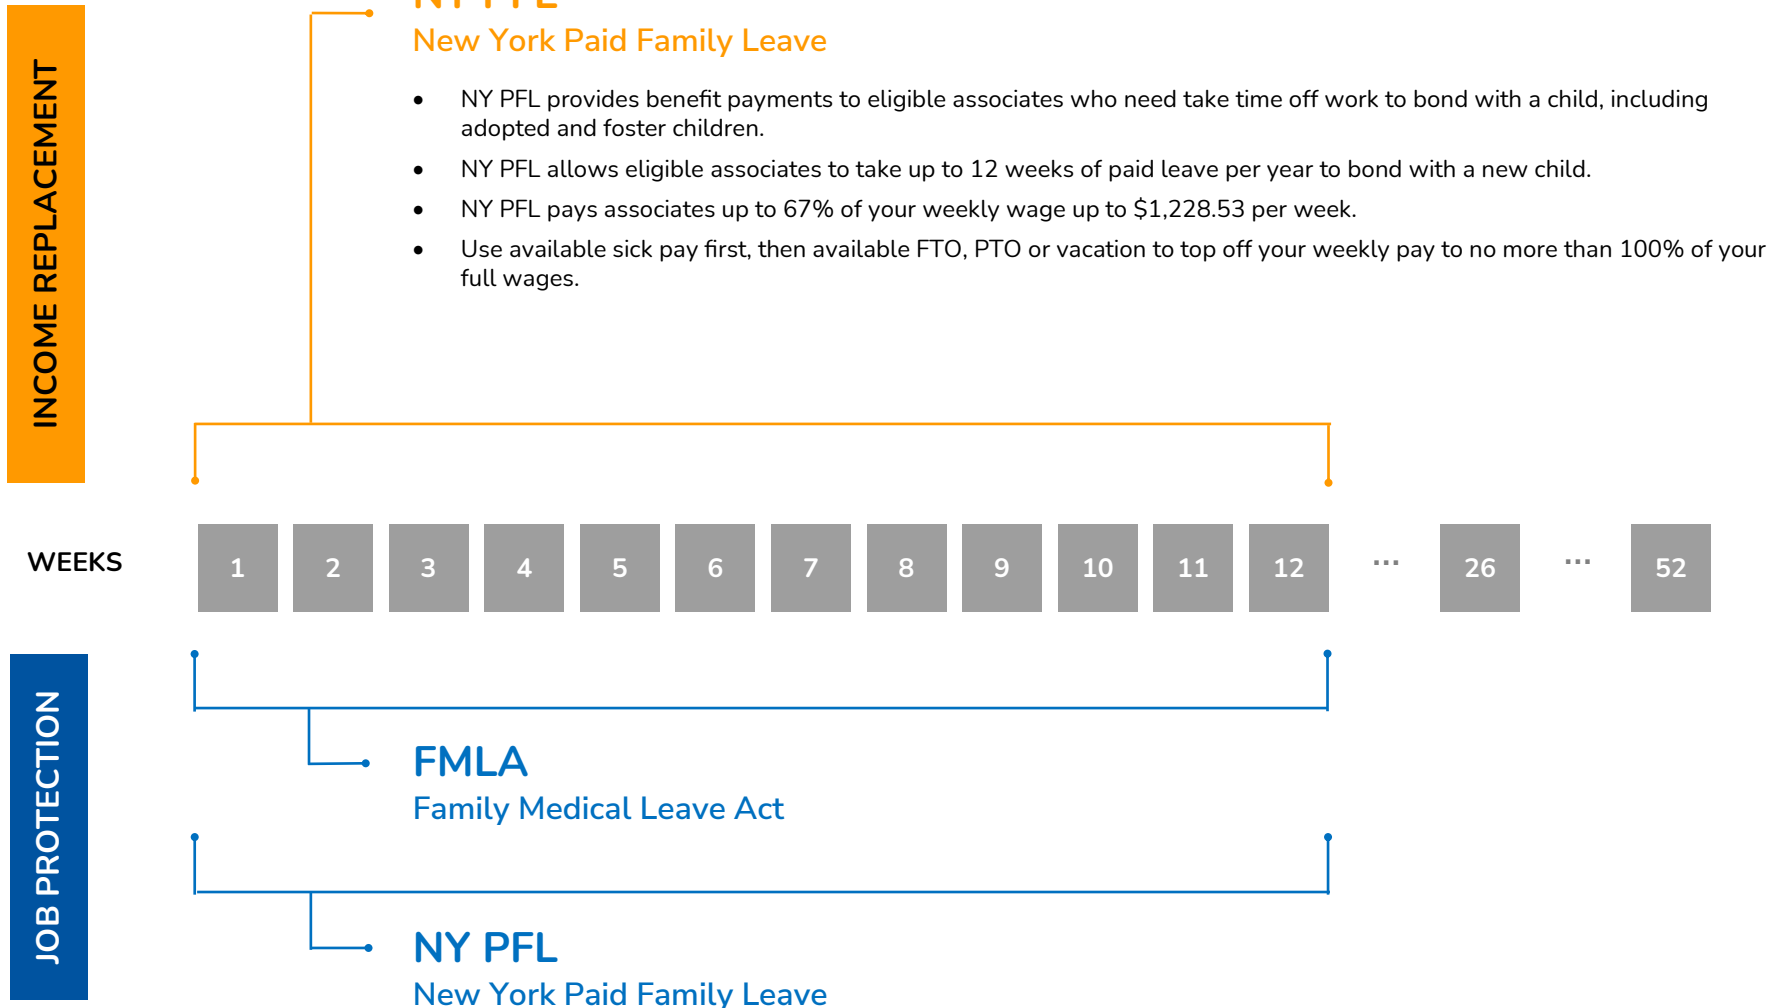 NY PFL
New York Paid Family Leave
INCOME REPLACEMENT
• NY PFL provides benefit payments to eligible associates who need take time off work to bond with a child, including
adopted and foster children.
• NY PFL allows eligible associates to take up to 12 weeks of paid leave per year to bond with a new child.
• NY PFL pays associates up to 67% of your weekly wage up to $1,228.53 per week.
• Use available sick pay first, then available FTO, PTO or vacation to top off your weekly pay to no more than 100% of your
full wages.
WEEKS 1 2 3 4 5 6 7 8 9 10 11 12 ... 26 ... 52
JOB PROTECTION
FMLA
Family Medical Leave Act
NY PFL
New York Paid Family Leave